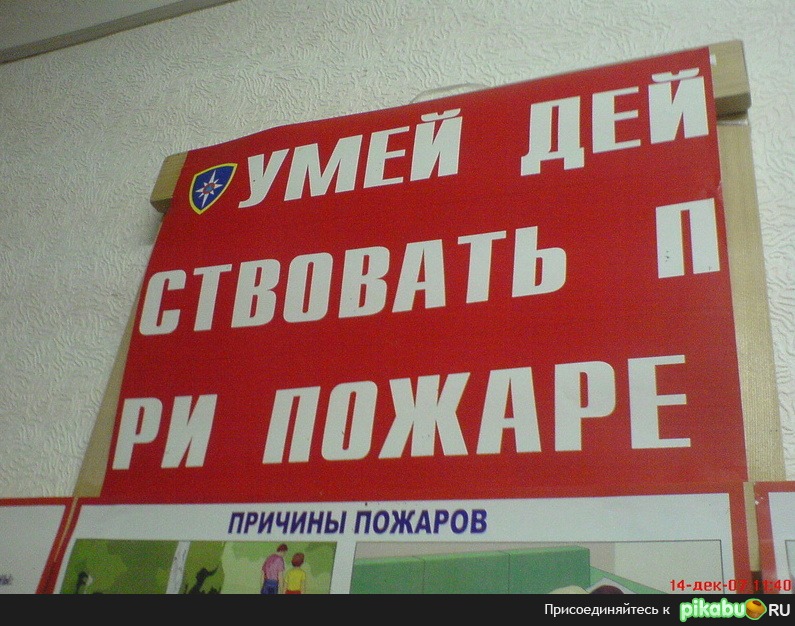 УМЕЙ ДЕЙ
СТВОВАТЬ П
РИ ПОЖАРЕ
ПРИЧИНЫ ПОЖАРОВ
Присоединяйтесь к pikabu.RU